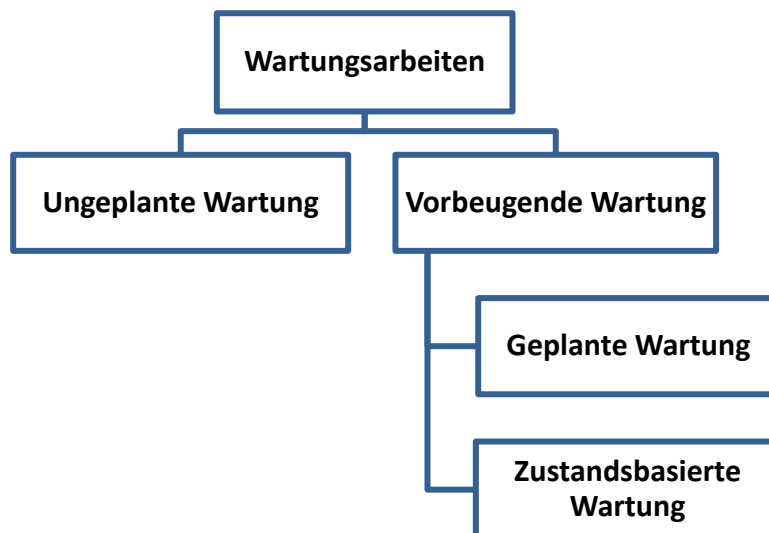 Wartungsarbeiten
Ungeplante Wartung
Vorbeugende Wartung
Geplante Wartung
Zustandsbasierte
Wartung